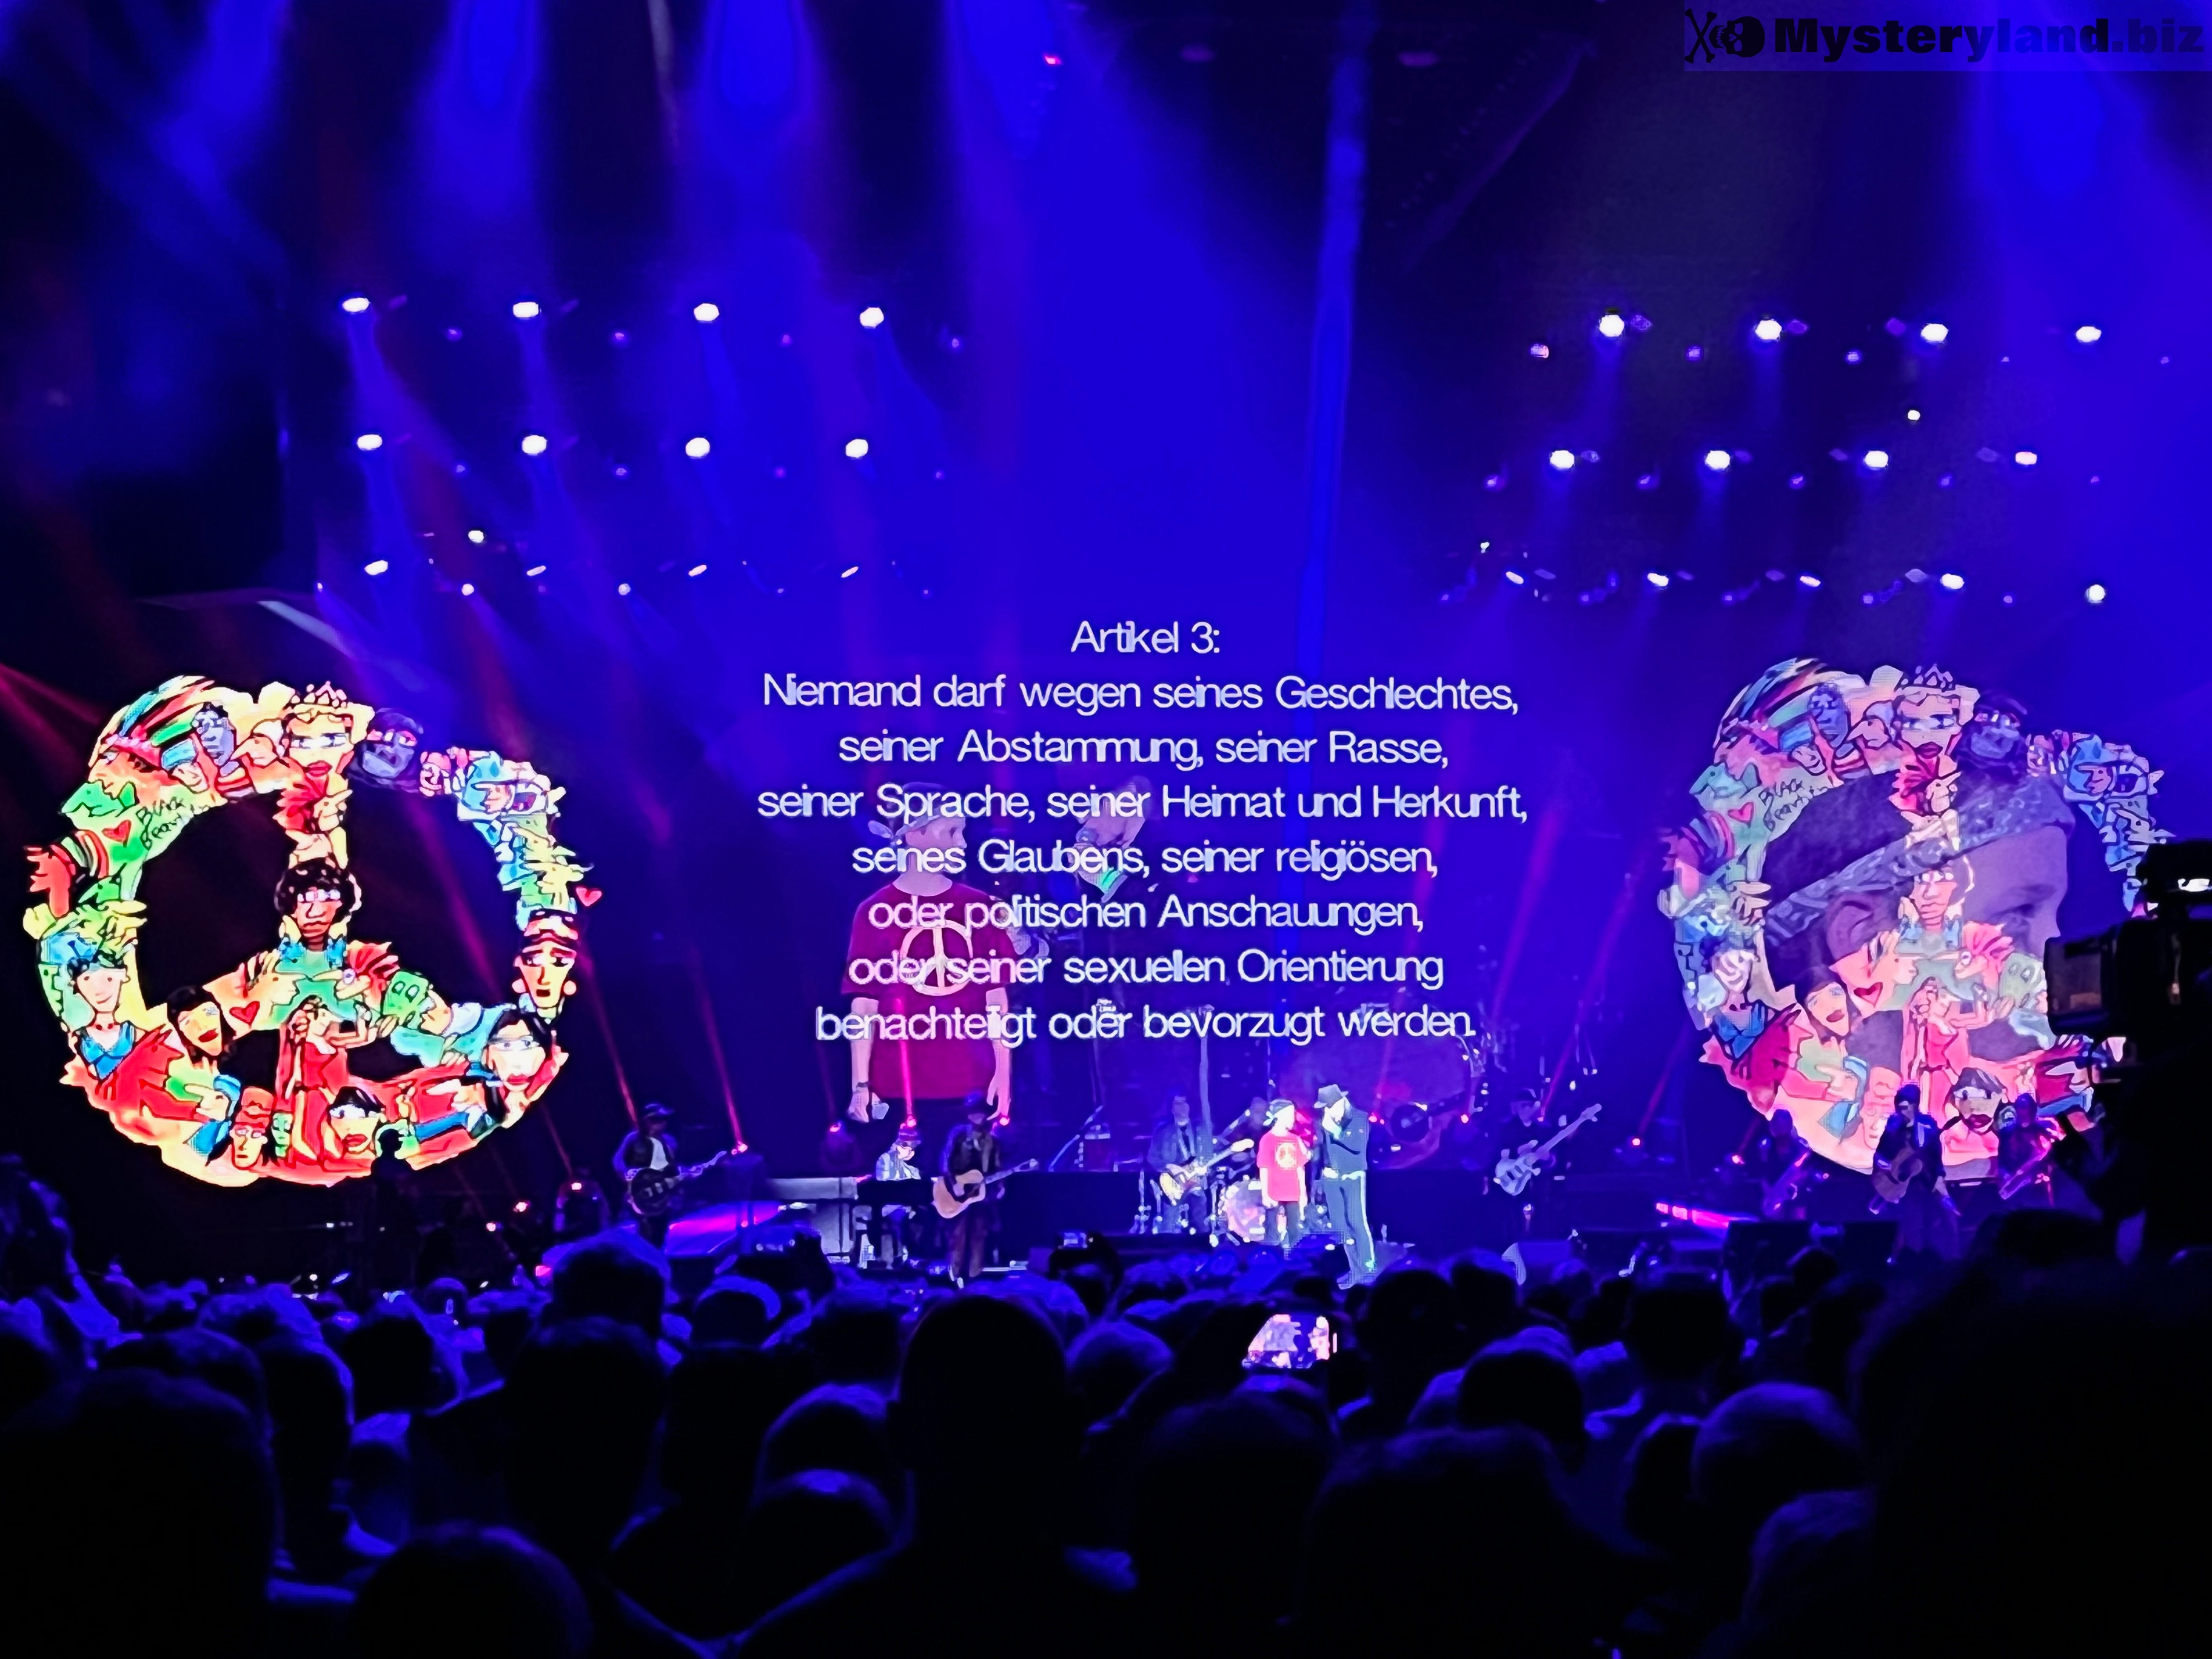 Mysteryland.biz
Artikel 3:
Niemand darf wegen seines Geschlechtes,
seiner Abstammung, seiner Rasse,
seiner Sprache, seiner Heimat und Herkunft,
seines Glaubens, seiner religiösen,
oder politischen Anschauungen,
oder seiner sexuellen Orientierung
benachteiligt oder bevorzugt werden.
BLACK